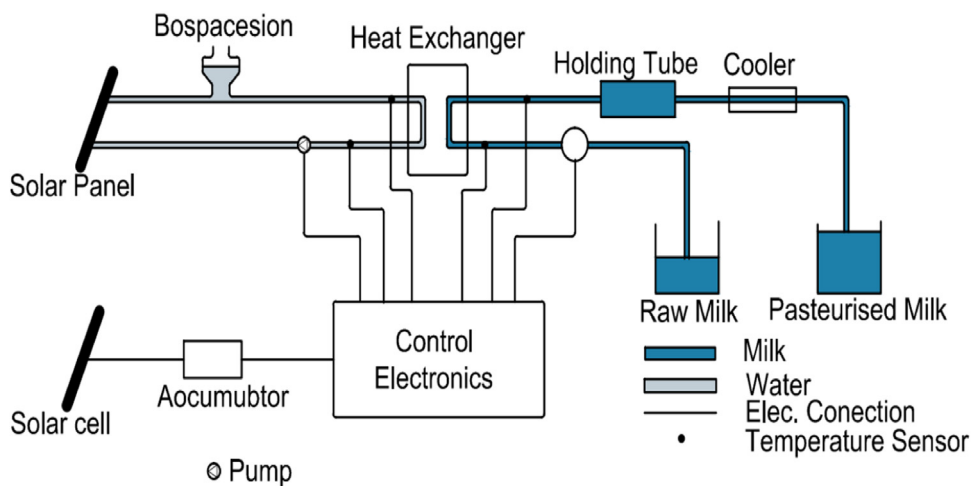 Bospacesion
Heat Exchanger
Holding Tube
Cooler
Solar Panel
Raw Milk
Pasteurised Milk
Control
Electronics
Aocumubtor
Solar cell
Milk
Water
Elec. Conection
Temperature Sensor
Pump